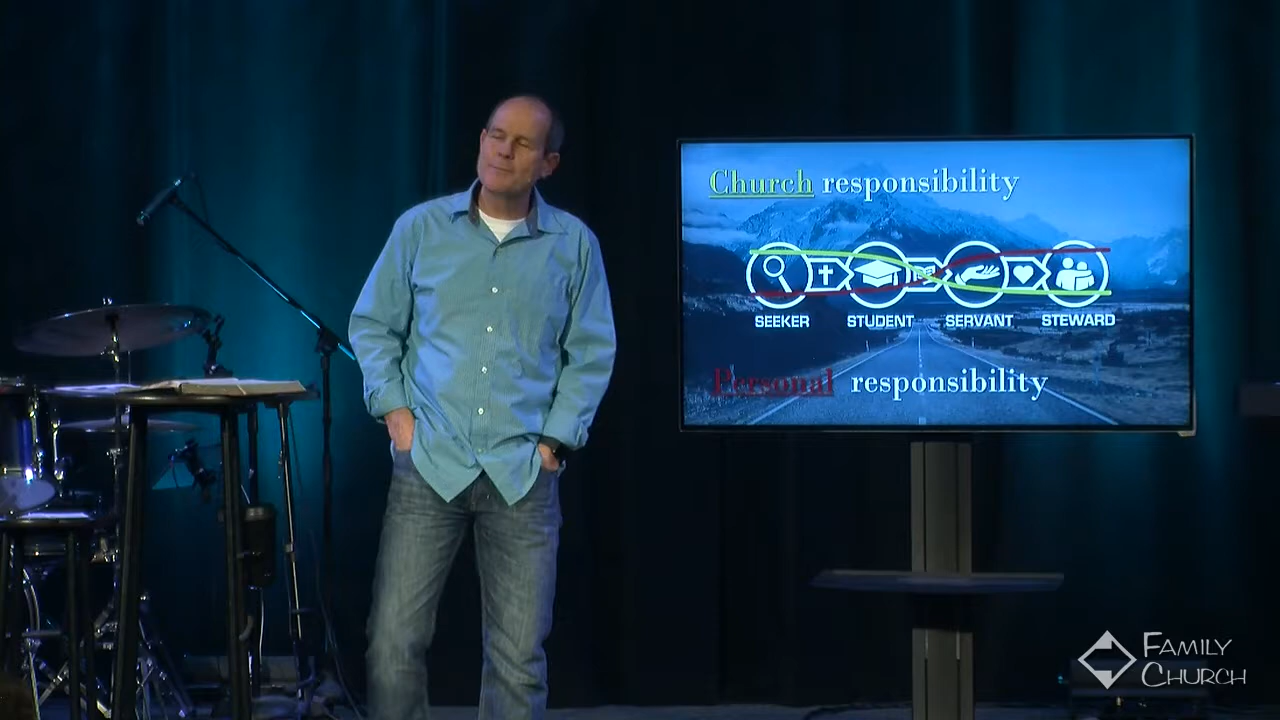 Church responsibility
SEEKER STUDENT SERVANT STEWARD
Personal responsibility
FAMILY
CHURCH